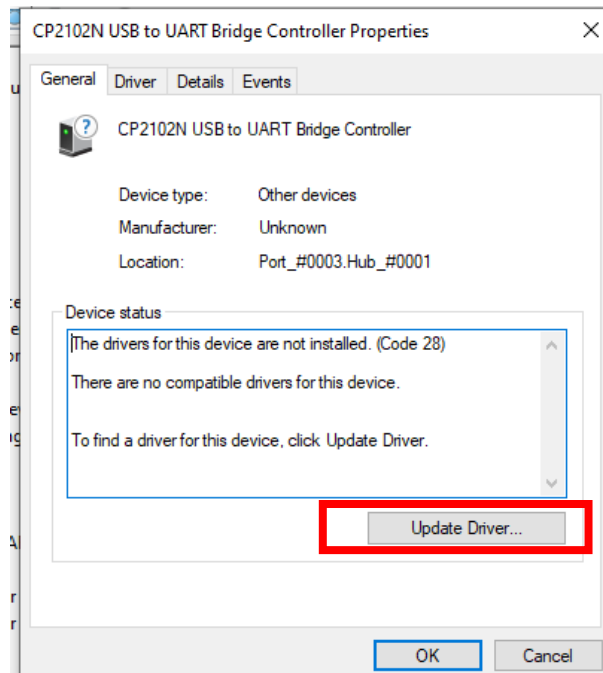 CP2102N USB to UART Bridge Controller Properties
General Driver Details Events
CP2102N USB to UART Bridge Controller
Device type: Other devices
Manufacturer: Unknown
Location: Port_#0003.Hub_#0001
Device status
The drivers for this device are not installed. (Code 28)
There are no compatible drivers for this device.
To find a driver for this device, click Update Driver.
Update Driver...
OK Cancel